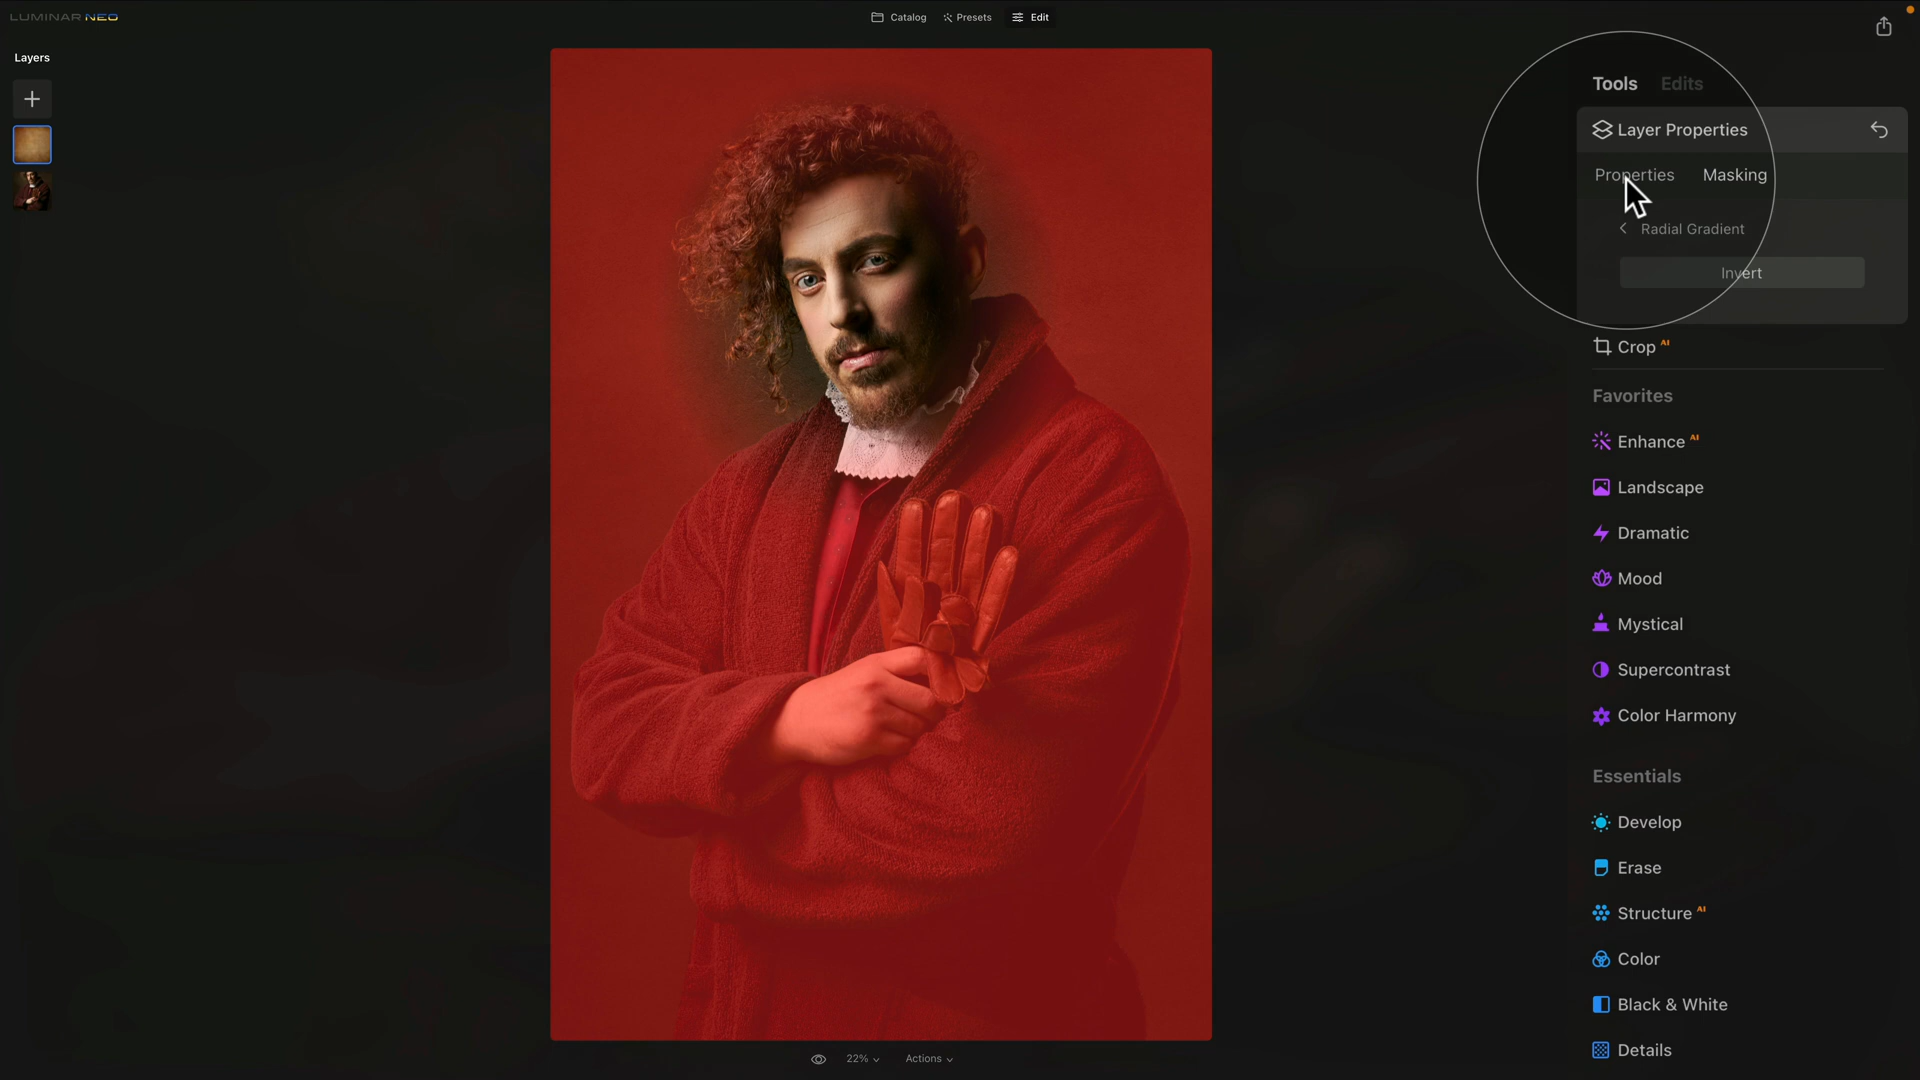 LUMINAR NEO
Catalog
Presets
Edit
Layers
Tools
Edits
Layer Properties
Properties
Masking
Radial Gradient
Invert
Crop AI
Favorites
Enhance AI
Landscape
Dramatic
Mood
Mystical
Supercontrast
Color Harmony
Essentials
Develop
Erase
Structure AI
Color
Black & White
Details
22%
Actions